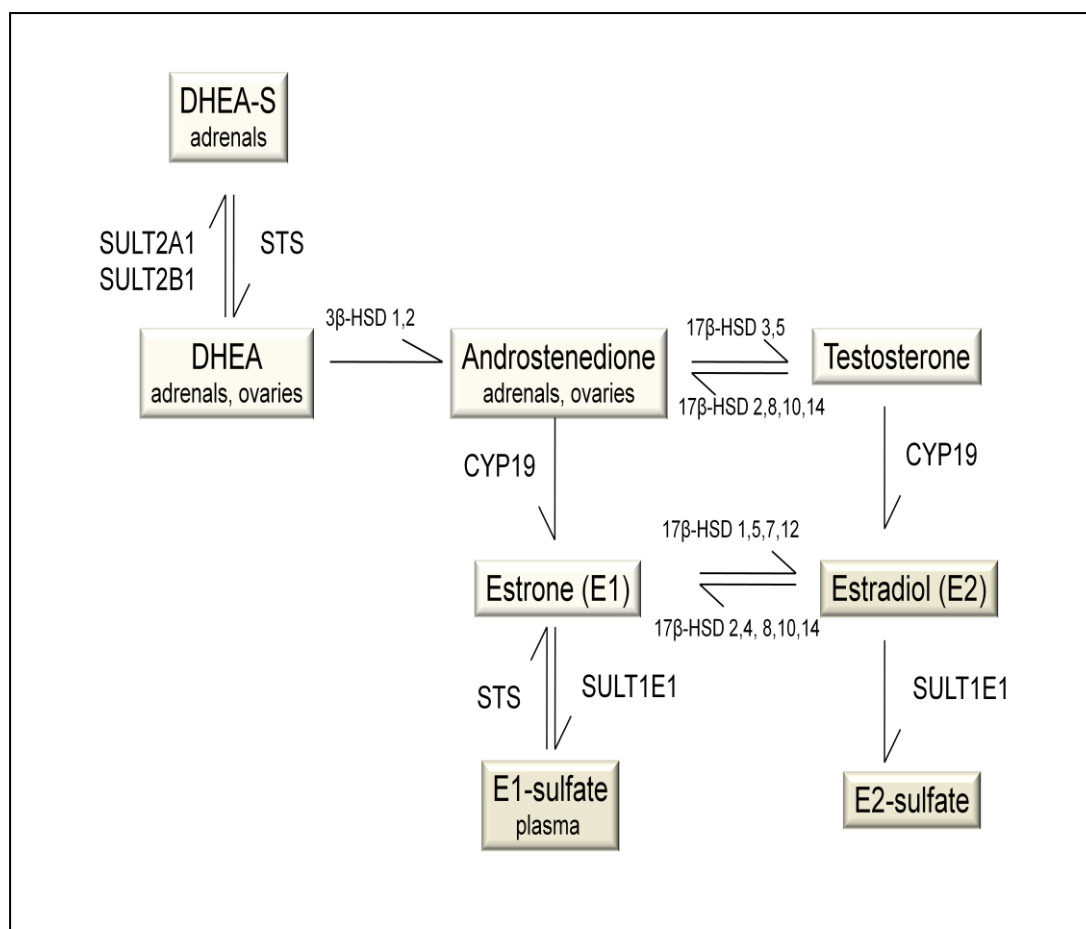 DHEA-S
adrenals
SULT2A1
SULT2B1
STS
3β-HSD 1,2
17β-HSD 3,5
DHEA
adrenals, ovaries
Androstenedione
adrenals, ovaries
Testosterone
17β-HSD 2,8,10,14
CYP19
CYP19
17β-HSD 1,5,7,12
Estrone (E1)
Estradiol (E2)
17β-HSD 2,4, 8,10,14
STS
SULT1E1
SULT1E1
E1-sulfate
plasma
E2-sulfate